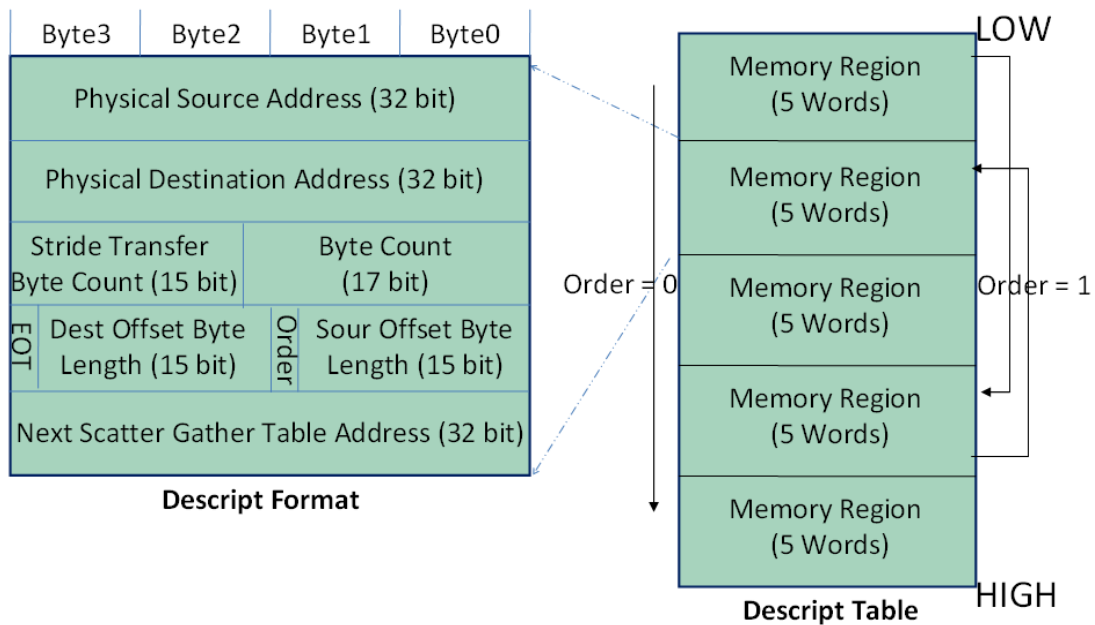 Byte3 Byte2 Byte1 Byte0
Physical Source Address (32 bit)
Physical Destination Address (32 bit)
Stride Transfer
Byte Count (15 bit)
Byte Count
(17 bit)
EOT
Dest Offset Byte
Length (15 bit)
Order
Sour Offset Byte
Length (15 bit)
Next Scatter Gather Table Address (32 bit)
Descript Format
LOW
Memory Region
(5 Words)
Memory Region
(5 Words)
Order = 0
Memory Region
(5 Words)
Order = 1
Memory Region
(5 Words)
Memory Region
(5 Words)
HIGH
Descript Table